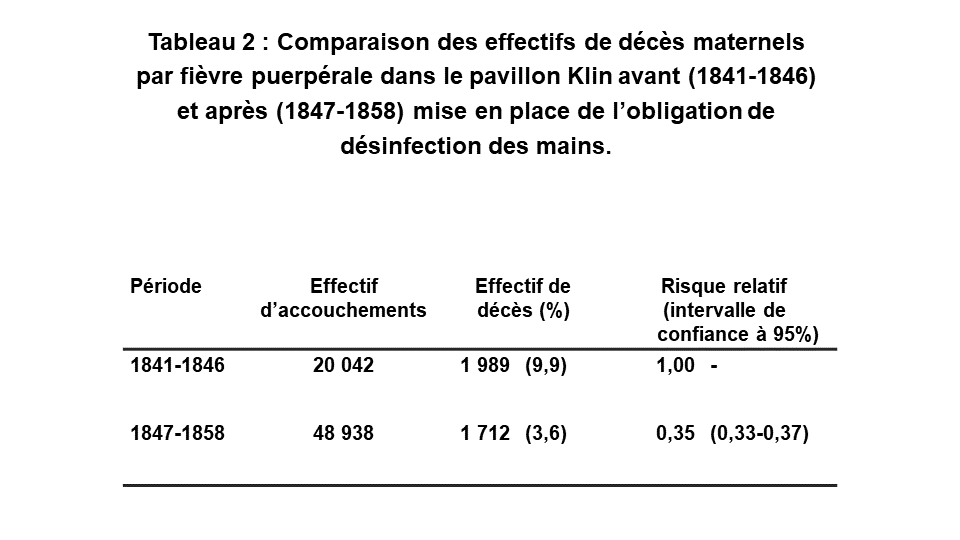 Tableau 2 : Comparaison des effectifs de décès maternels
par fièvre puerpérale dans le pavillon Klin avant (1841-1846)
et après (1847-1858) mise en place de l’obligation de
désinfection des mains.
Période Effectif Effectif de Risque relatif
d’accouchements décès (%) (intervalle de
confiance à 95%)
1841-1846 20 042 1 989 (9,9) 1,00 -
1847-1858 48 938 1 712 (3,6) 0,35 (0,33-0,37)